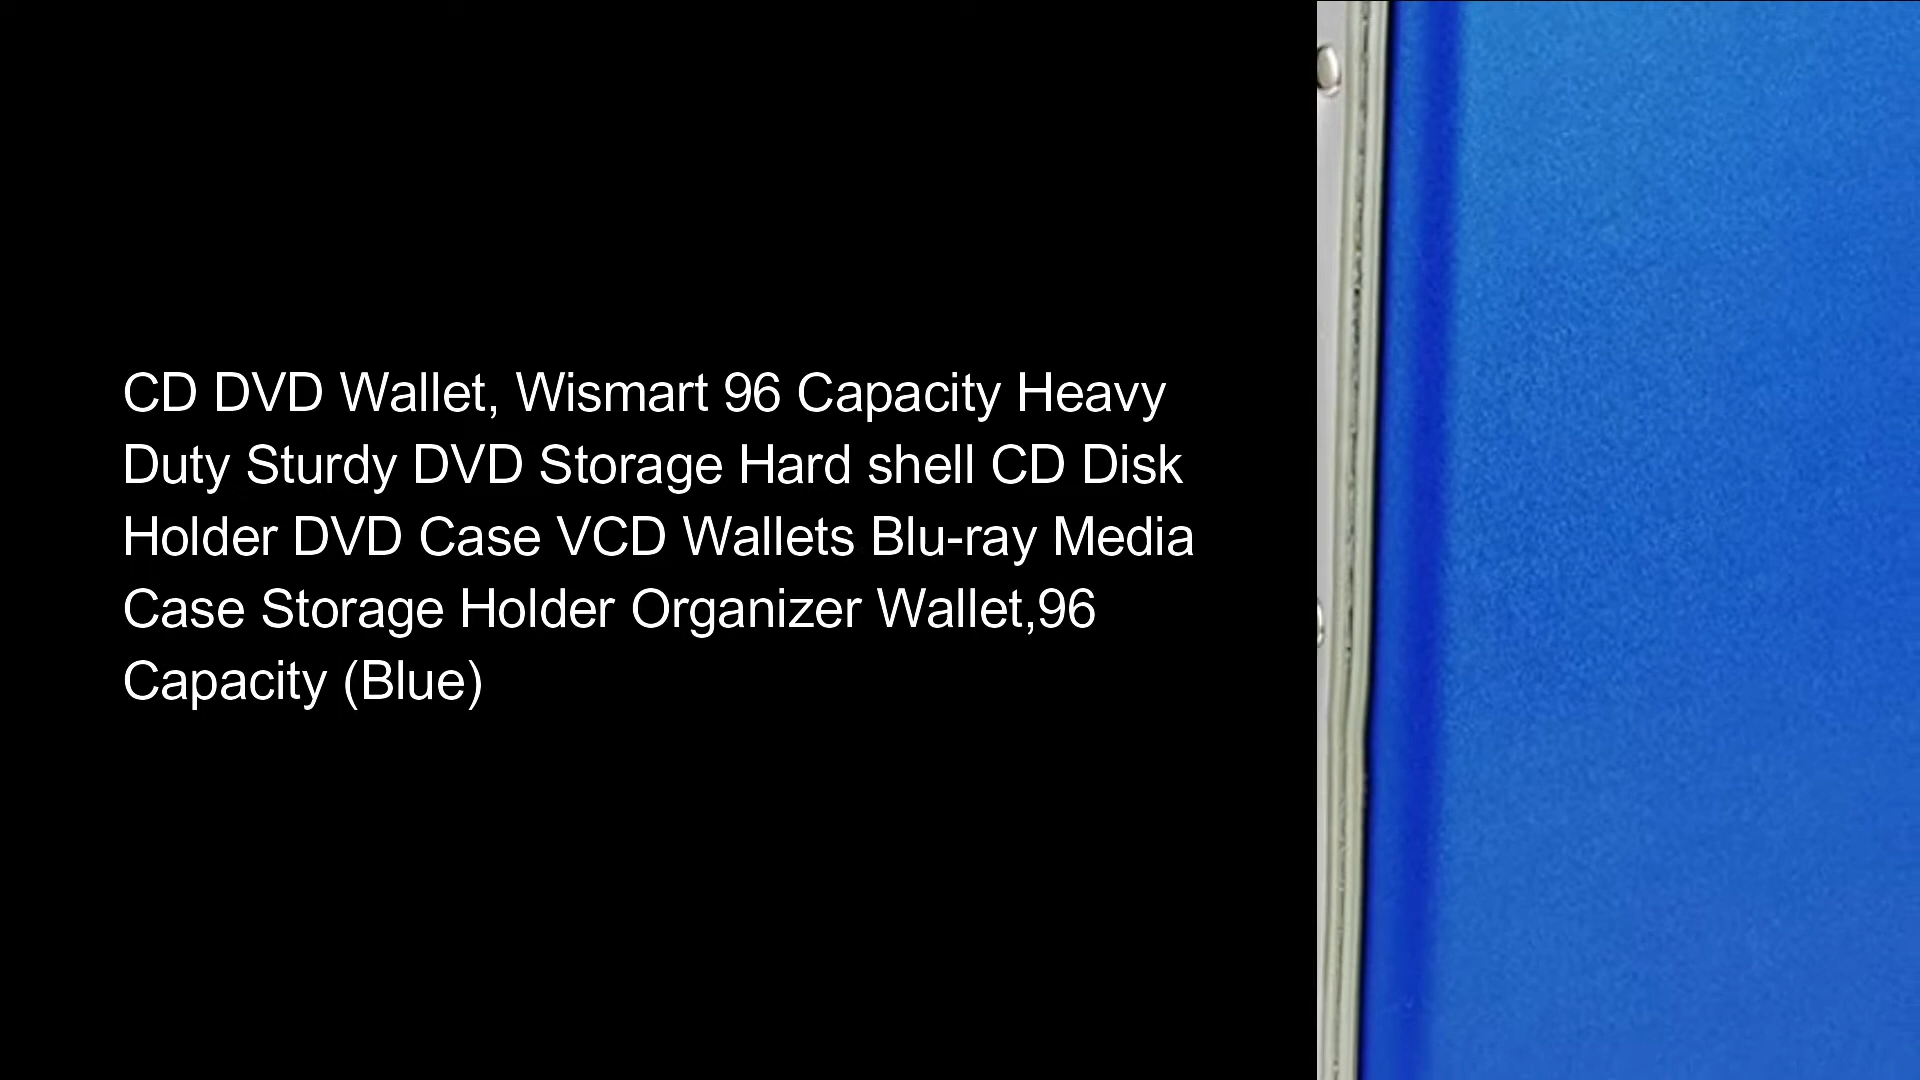 CD DVD Wallet, Wismart 96 Capacity Heavy
Duty Sturdy DVD Storage Hard shell CD Disk
Holder DVD Case VCD Wallets Blu-ray Media
Case Storage Holder Organizer Wallet,96
Capacity (Blue)